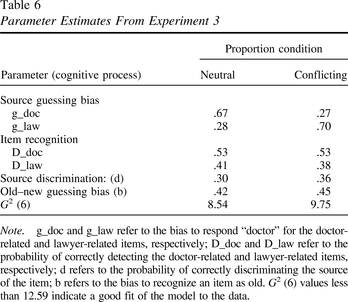 Table 6
Parameter Estimates From Experiment 3
Proportion condition
Parameter (cognitive process) Neutral Conflicting
Source guessing bias
g_doc .67 .27
g_law .28 .70
Item recognition
D_doc .53 .53
D_law .41 .38
Source discrimination: (d) .30 .36
Old–new guessing bias (b) .42 .45
G² (6) 8.54 9.75
Note. g_doc and g_law refer to the bias to respond “doctor” for the doctor-
related and lawyer-related items, respectively; D_doc and D_law refer to the
probability of correctly detecting the doctor-related and lawyer-related items,
respectively; d refers to the probability of correctly discriminating the source
of the item; b refers to the bias to recognize an item as old. G² (6) values less
than 12.59 indicate a good fit of the model to the data.